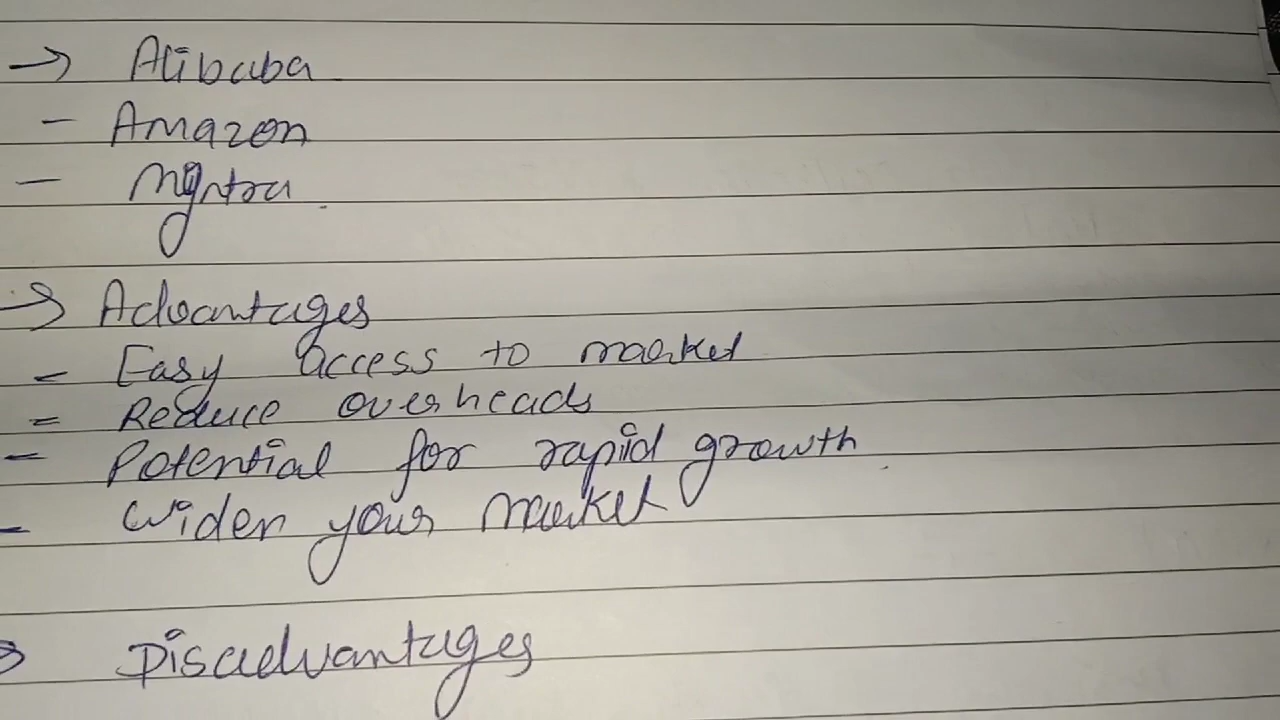 → Alibaba
- Amazon
- Myntra
→ Advantages
- Easy access to market
= Reduce overheads
- Potential for rapid growth
- Widen your market
→ Disadvantages